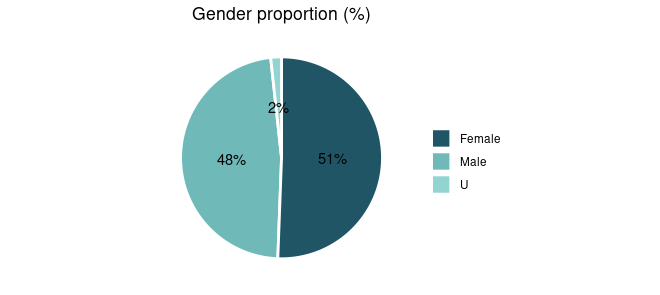 Gender proportion (%)
2%
48%
51%
Female
Male
U